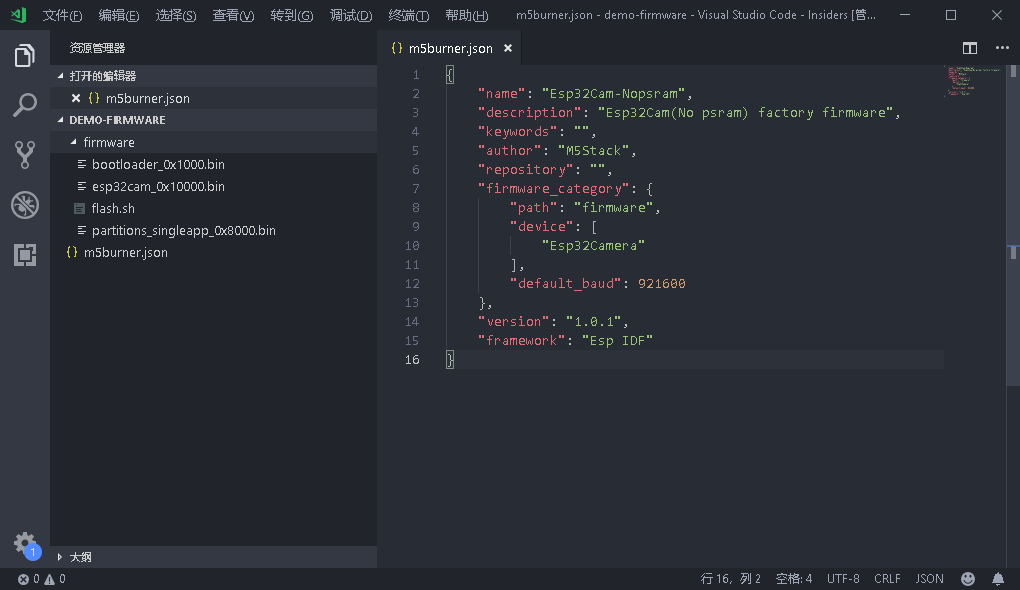 文件(F) 编辑(E) 选择(S) 查看(V) 转到(G) 调试(D) 终端(T) 帮助(H) m5burner.json - demo-firmware - Visual Studio Code - Insiders [管...
资源管理器
打开的编辑器
{} m5burner.json
DEMO-FIRMWARE
firmware
bootloader_0x1000.bin
esp32cam_0x10000.bin
flash.sh
partitions_singleapp_0x8000.bin
{} m5burner.json
大纲
1
{} m5burner.json
1 {
2 "name": "Esp32Cam-Nopsram",
3 "description": "Esp32Cam(No psram) factory firmware",
4 "keywords": "",
5 "author": "M5Stack",
6 "repository": "",
7 "firmware_category": {
8 "path": "firmware",
9 "device": [
10 "Esp32Camera"
11 ],
12 "default_baud": 921600
13 },
14 "version": "1.0.1",
15 "framework": "Esp IDF"
16 }
0 0 行 16，列 2 空格: 4 UTF-8 CRLF JSON